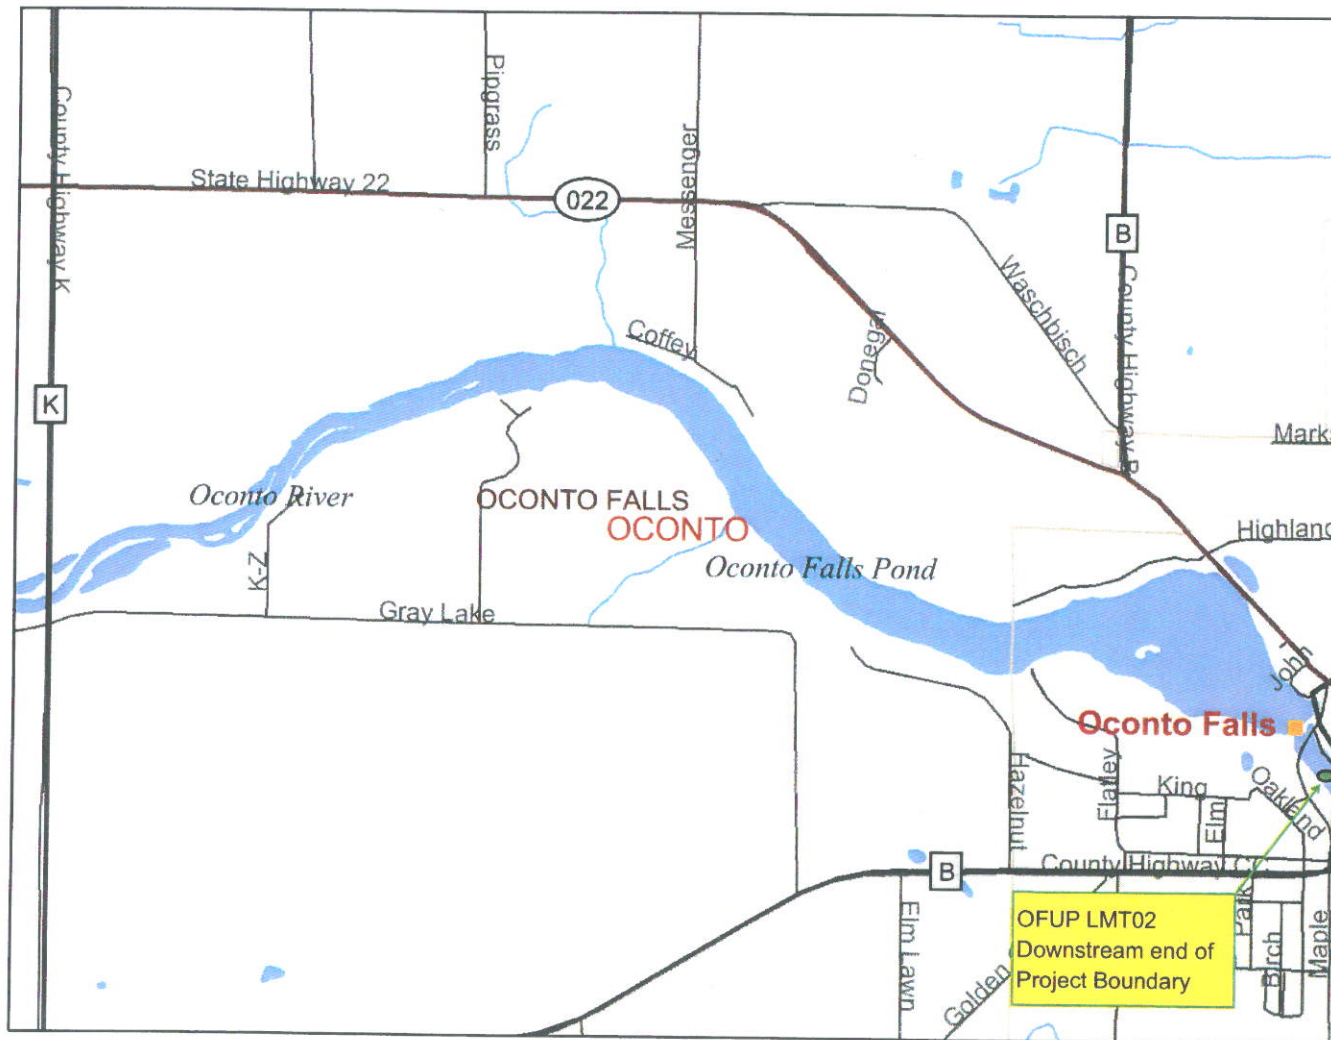 Pipgrass
County Highway K
State Highway 22
022
Messenger
B
Waschbisch
County Highway B
Coffey
Donegal
K
Marks
Oconto River
OCONTO FALLS
OCONTO
Highland
Oconto Falls Pond
K-Z
Gray Lake
John
Oconto Falls
Hazelnut
Flatley
King
Elm
Oakland
County Highway CC
B
Elm Lawn
Golden
OFUP LMT02
Downstream end of
Project Boundary
Park
Birch
Maple